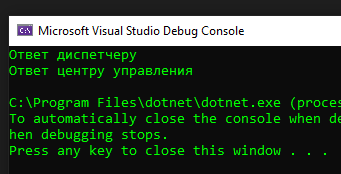 Microsoft Visual Studio Debug Console
Ответ диспетчеру
Ответ центру управления
C:\Program Files\dotnet\dotnet.exe (proces
To automatically close the console when de
hen debugging stops.
Press any key to close this window . . .